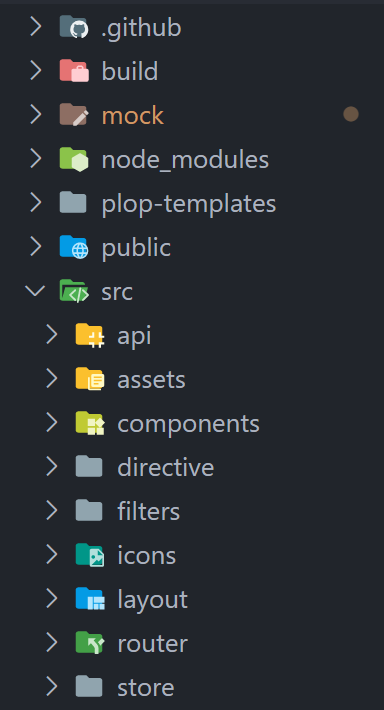 .github
build
mock
node_modules
plop-templates
public
src
api
assets
components
directive
filters
icons
layout
router
store